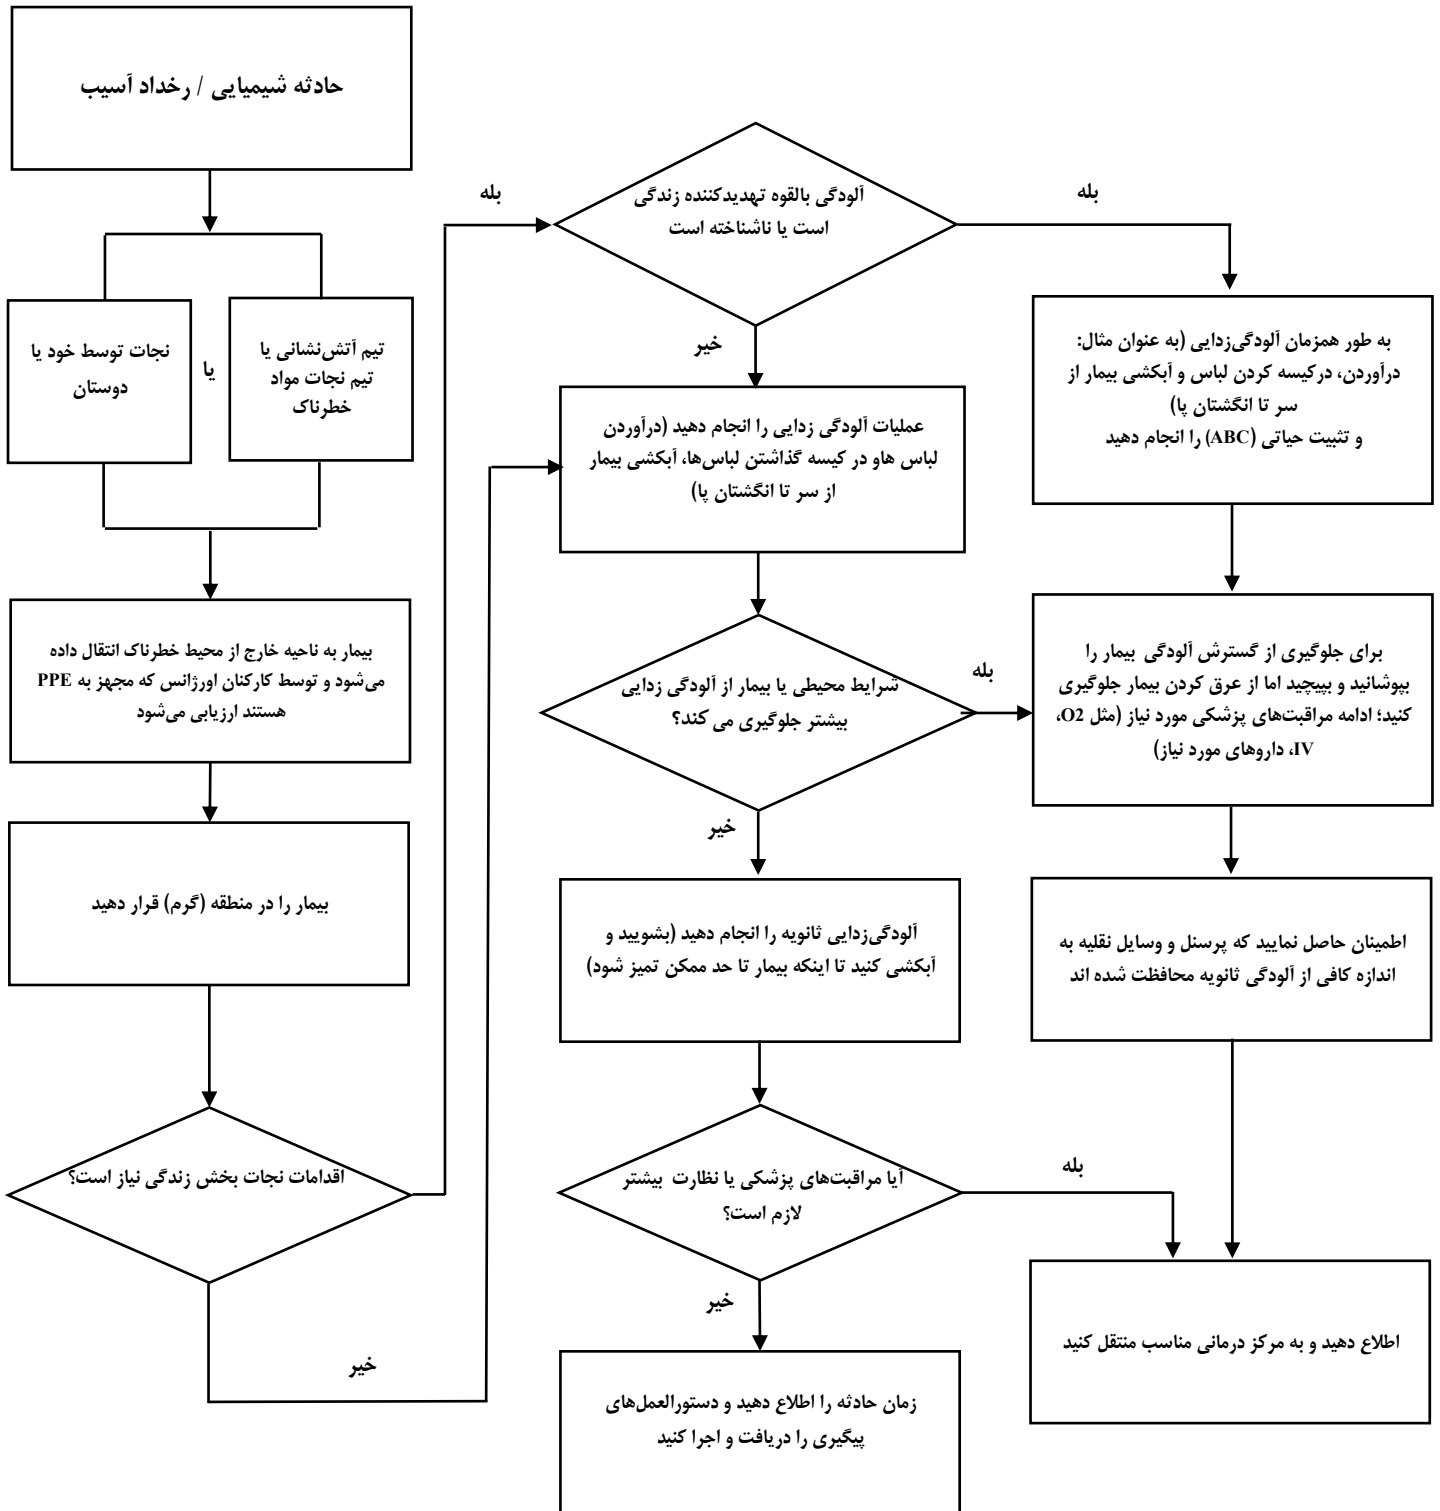 حادثه شیمیایی / رخداد آسیب
نجات توسط خود یا
دوستان
یا
تیم آتش‌نشانی یا
تیم نجات مواد
خطرناک
بیمار به ناحیه خارج از محیط خطرناک انتقال داده
می‌شود و توسط کارکنان اورژانس که مجهز به PPE
هستند ارزیابی می‌شود
بیمار را در منطقه (گرم) قرار دهید
اقدامات نجات بخش زندگی نیاز است؟
بله
خیر
آلودگی بالقوه تهدیدکننده زندگی
است یا ناشناخته است
بله
خیر
عملیات آلودگی زدایی را انجام دهید (درآوردن
لباس هاو در کیسه گذاشتن لباس‌ها، آبکشی بیمار
از سر تا انگشتان پا)
شرایط محیطی یا بیمار از آلودگی زدایی
بیشتر جلوگیری می کند؟
بله
خیر
آلودگی‌زدایی ثانویه را انجام دهید (بشویید و
آبکشی کنید تا اینکه بیمار تا حد ممکن تمیز شود)
آیا مراقبت‌های پزشکی یا نظارت بیشتر
لازم است؟
بله
خیر
زمان حادثه را اطلاع دهید و دستورالعمل‌های
پیگیری را دریافت و اجرا کنید
به طور همزمان آلودگی‌زدایی (به عنوان مثال:
درآوردن، درکیسه کردن لباس و آبکشی بیمار از
سر تا انگشتان پا)
و تثبیت حیاتی (ABC) را انجام دهید
برای جلوگیری از گسترش آلودگی بیمار را
بپوشانید و بپیچید اما از عرق کردن بیمار جلوگیری
کنید؛ ادامه مراقبت‌های پزشکی مورد نیاز (مثل O2،
IV، داروهای مورد نیاز)
اطمینان حاصل نمایید که پرسنل و وسایل نقلیه به
اندازه کافی از آلودگی ثانویه محافظت شده اند
اطلاع دهید و به مرکز درمانی مناسب منتقل کنید